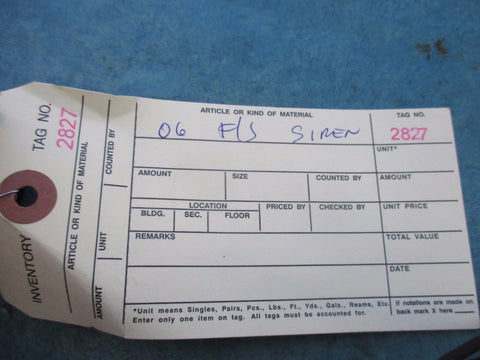 ARTICLE OR KIND OF MATERIAL
06 F/S SIREN
TAG NO.
2827
UNIT*
AMOUNT
SIZE
COUNTED BY
AMOUNT
LOCATION
BLDG.
SEC.
FLOOR
PRICED BY
CHECKED BY
UNIT PRICE
REMARKS
TOTAL VALUE
DATE
*Unit means Singles, Pairs, Pcs., Lbs., Ft., Yds., Gals., Reams, Etc.
Enter only one item on tag. All tags must be accounted for.
If notations are made on
back mark X here
INVENTORY
TAG NO.
2827
ARTICLE OR KIND OF MATERIAL
AMOUNT
UNIT
COUNTED BY